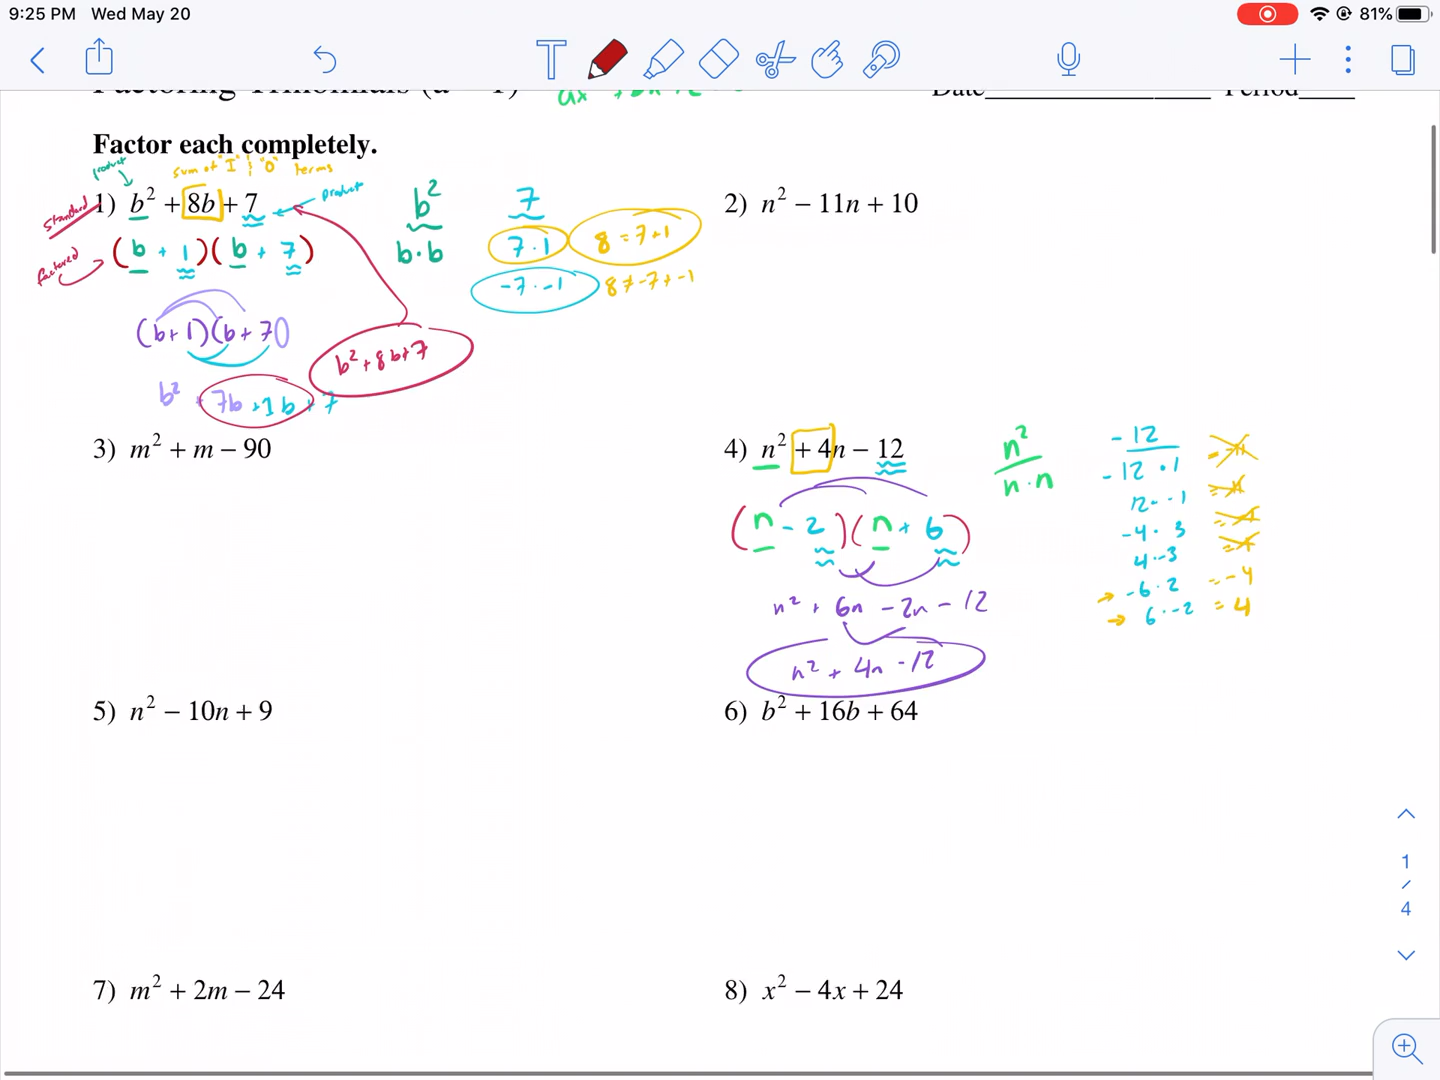 9:25 PM Wed May 20
81%
Factoring Trinomials (a = 1)
Date Period
Factor each completely.
product
sum of "I" & "O" terms
product
standard
1) b² + 8b + 7
factored
(b + 1)(b + 7)
b²
b · b
7
7 · 1
8 = 7 + 1
-7 · -1
8 ≠ -7 + -1
(b + 1)(b + 7)
b² + 8b + 7
b² + 7b + 1b + 7
2) n² − 11n + 10
3) m² + m − 90
4) n² + 4n − 12
(n - 2)(n + 6)
n² + 6n - 2n - 12
n² + 4n - 12
n²
n · n
-12
-12 · 1
12 · -1
-4 · 3
4 · -3
-6 · 2 = -4
6 · -2 = 4
5) n² − 10n + 9
6) b² + 16b + 64
7) m² + 2m − 24
8) x² − 4x + 24
1
/
4